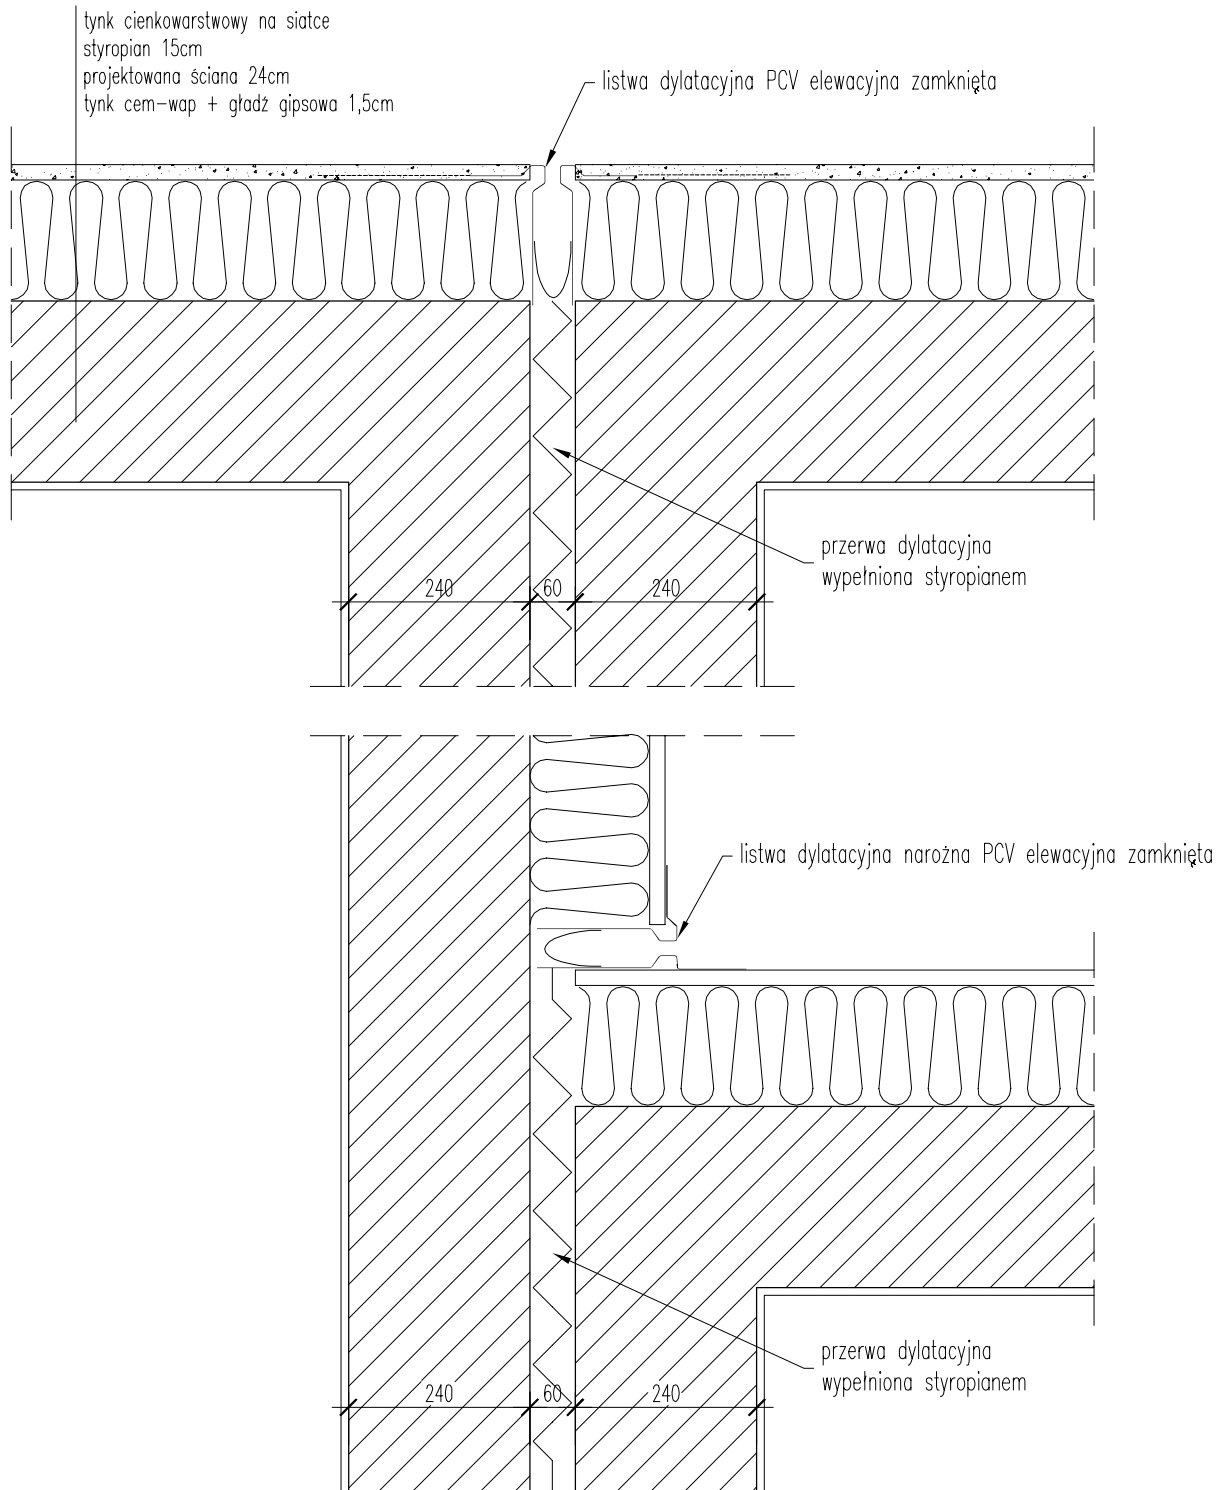 tynk cienkowarstwowy na siatce
styropian 15cm
projektowana ściana 24cm
tynk cem-wap + gładź gipsowa 1,5cm
listwa dylatacyjna PCV elewacyjna zamknięta
przerwa dylatacyjna
wypełniona styropianem
240
60
240
listwa dylatacyjna narożna PCV elewacyjna zamknięta
przerwa dylatacyjna
wypełniona styropianem
240
60
240